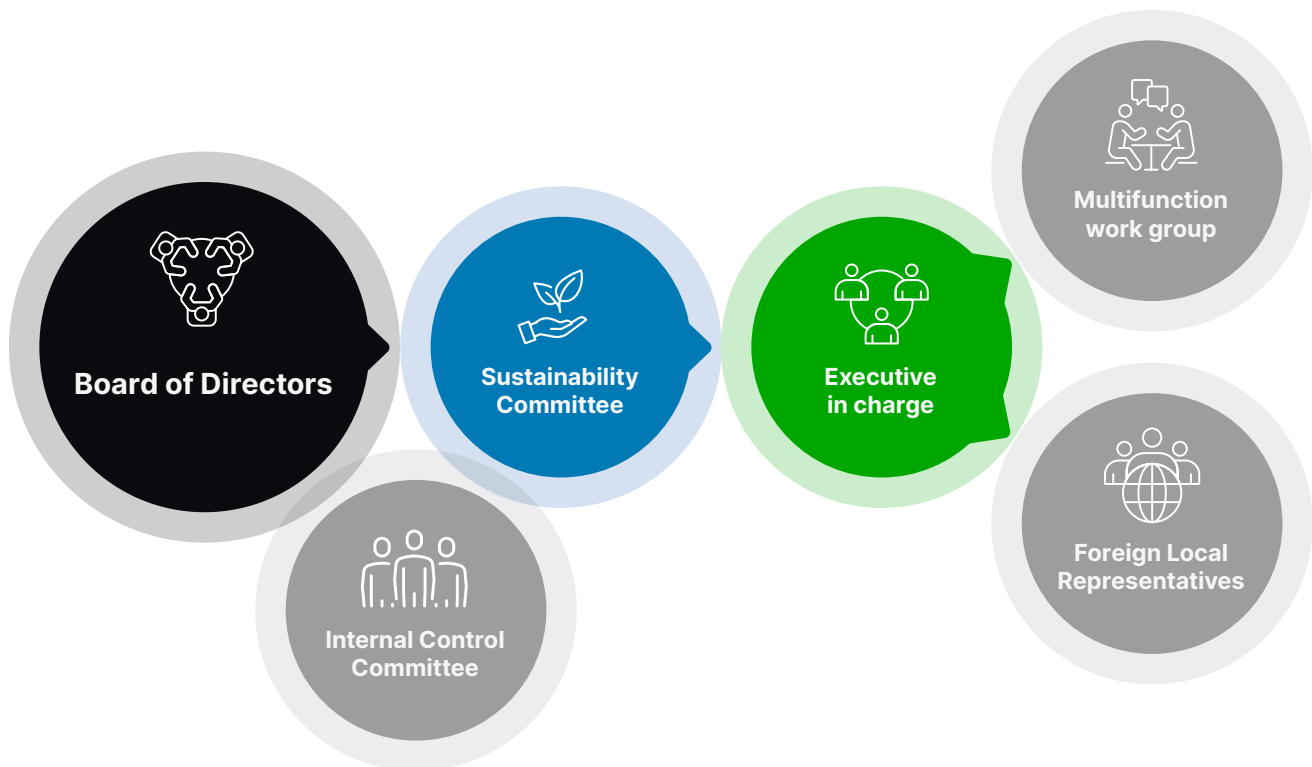 Board of Directors
Sustainability
Committee
Executive
in charge
Multifunction
work group
Foreign Local
Representatives
Internal Control
Committee